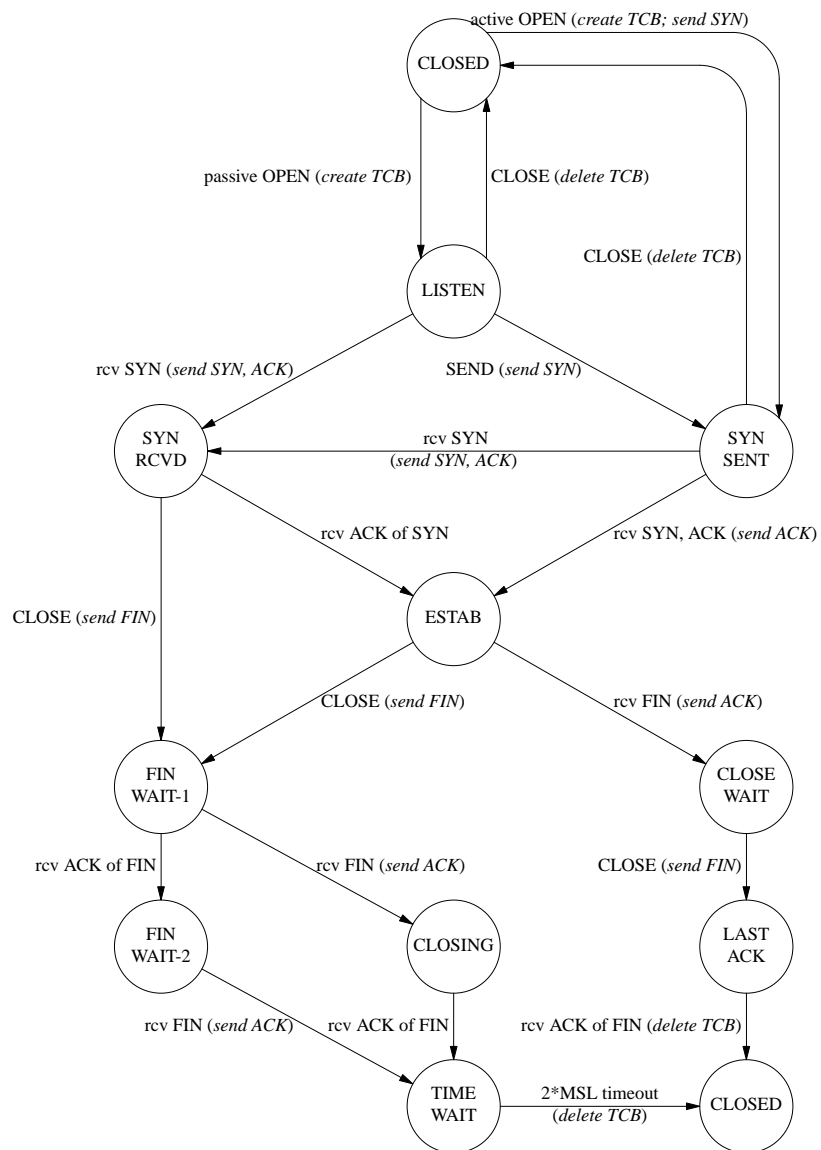 active OPEN (create TCB; send SYN)
CLOSED
passive OPEN (create TCB)
CLOSE (delete TCB)
CLOSE (delete TCB)
LISTEN
rcv SYN (send SYN, ACK)
SEND (send SYN)
SYN
RCVD
rcv SYN
(send SYN, ACK)
SYN
SENT
rcv ACK of SYN
rcv SYN, ACK (send ACK)
CLOSE (send FIN)
ESTAB
CLOSE (send FIN)
rcv FIN (send ACK)
FIN
WAIT-1
CLOSE
WAIT
rcv ACK of FIN
rcv FIN (send ACK)
CLOSE (send FIN)
FIN
WAIT-2
CLOSING
LAST
ACK
rcv FIN (send ACK)
rcv ACK of FIN
rcv ACK of FIN (delete TCB)
TIME
WAIT
2*MSL timeout
(delete TCB)
CLOSED